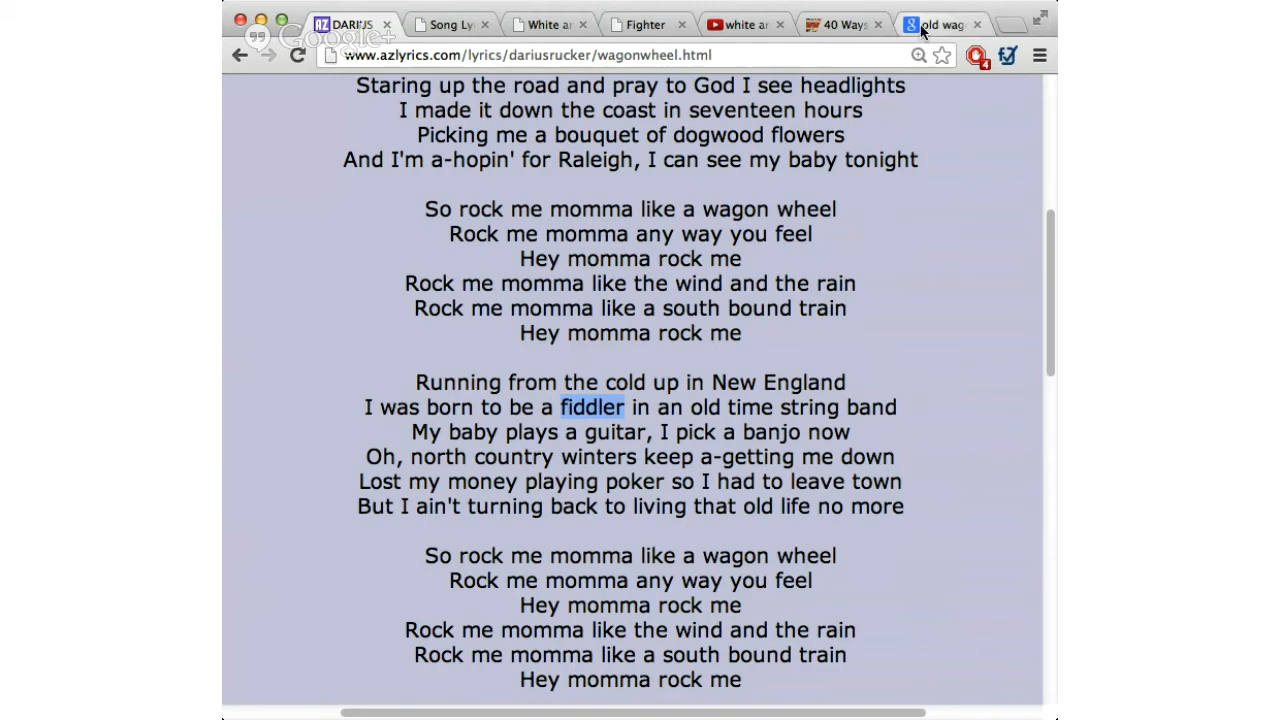 DARIUS
Song Ly
White ar
Fighter
white ar
40 Ways
old wag
Google+
www.azlyrics.com/lyrics/dariusrucker/wagonwheel.html
4
Staring up the road and pray to God I see headlights
I made it down the coast in seventeen hours
Picking me a bouquet of dogwood flowers
And I'm a-hopin' for Raleigh, I can see my baby tonight
So rock me momma like a wagon wheel
Rock me momma any way you feel
Hey momma rock me
Rock me momma like the wind and the rain
Rock me momma like a south bound train
Hey momma rock me
Running from the cold up in New England
I was born to be a fiddler in an old time string band
My baby plays a guitar, I pick a banjo now
Oh, north country winters keep a-getting me down
Lost my money playing poker so I had to leave town
But I ain't turning back to living that old life no more
So rock me momma like a wagon wheel
Rock me momma any way you feel
Hey momma rock me
Rock me momma like the wind and the rain
Rock me momma like a south bound train
Hey momma rock me